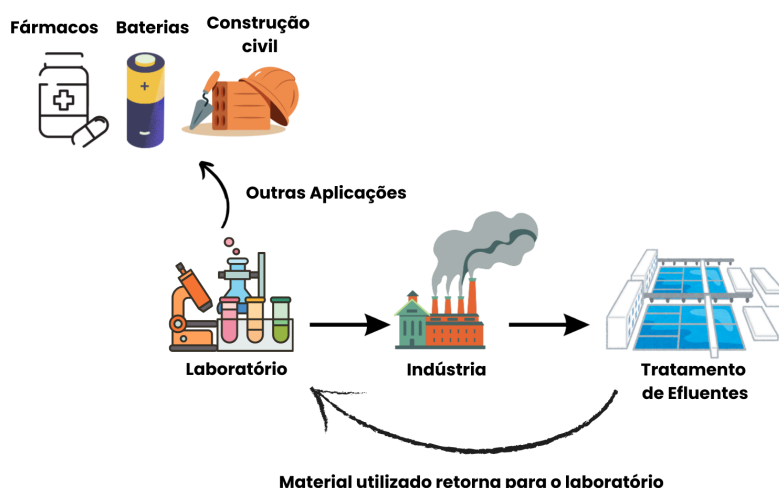 Fármacos
Baterias
Construção
civil
Outras Aplicações
Laboratório
Indústria
Tratamento
de Efluentes
Material utilizado retorna para o laboratório